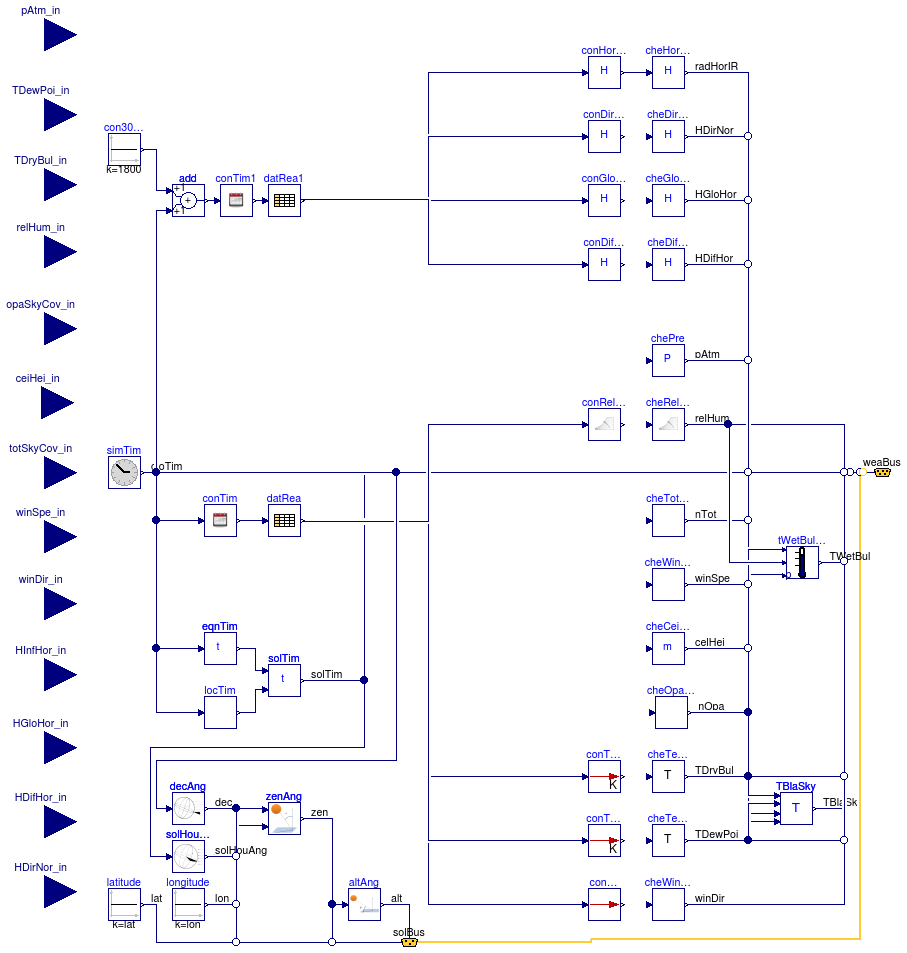 pAtm_in
conHor...
cheHor...
radHorIR
H
H
TDewPoi_in
conDir...
cheDir...
con30...
HDirNor
H
H
TDryBul_in
k=1800
add
conTim1
datRea1
conGlo...
cheGlo...
+1
HGloHor
+
H
H
+1
relHum_in
conDif...
cheDif...
HDifHor
H
H
opaSkyCov_in
chePre
pAtm
P
ceiHei_in
conRel...
cheRel...
relHum
totSkyCov_in
simTim
weaBus
cloTim
conTim
datRea
cheTot...
winSpe_in
nTot
tWetBul...
TWetBul
winDir_in
cheWin...
winSpe
eqnTim
cheCei...
HInfHor_in
celHei
t
m
solTim
solTim
t
locTim
cheOpa...
nOpa
HGloHor_in
conT...
cheTe...
TDryBul
T
K
decAng
zenAng
TBlaSky
HDifHor_in
dec
TBlaSky
T
zen
solHou...
conT...
cheTe...
TDewPoi
T
solHouAng
K
HDirNor_in
latitude
longitude
altAng
con...
cheWin...
lat
lon
alt
winDir
k=lat
k=lon
solBus